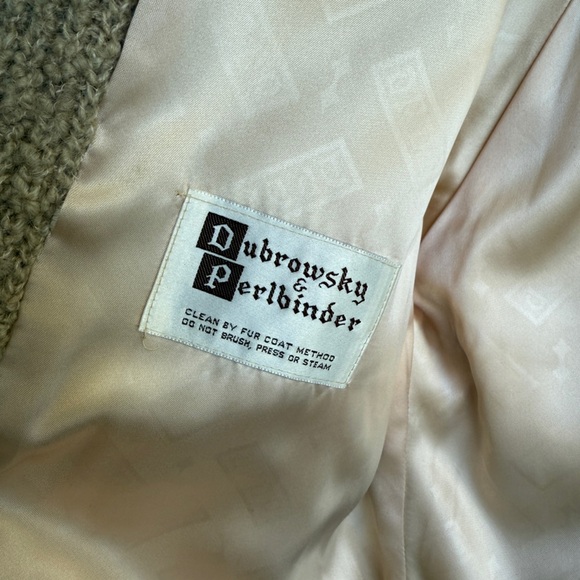 Dubrowsky
&
Perlbinder
CLEAN BY FUR COAT METHOD
DO NOT BRUSH, PRESS OR STEAM